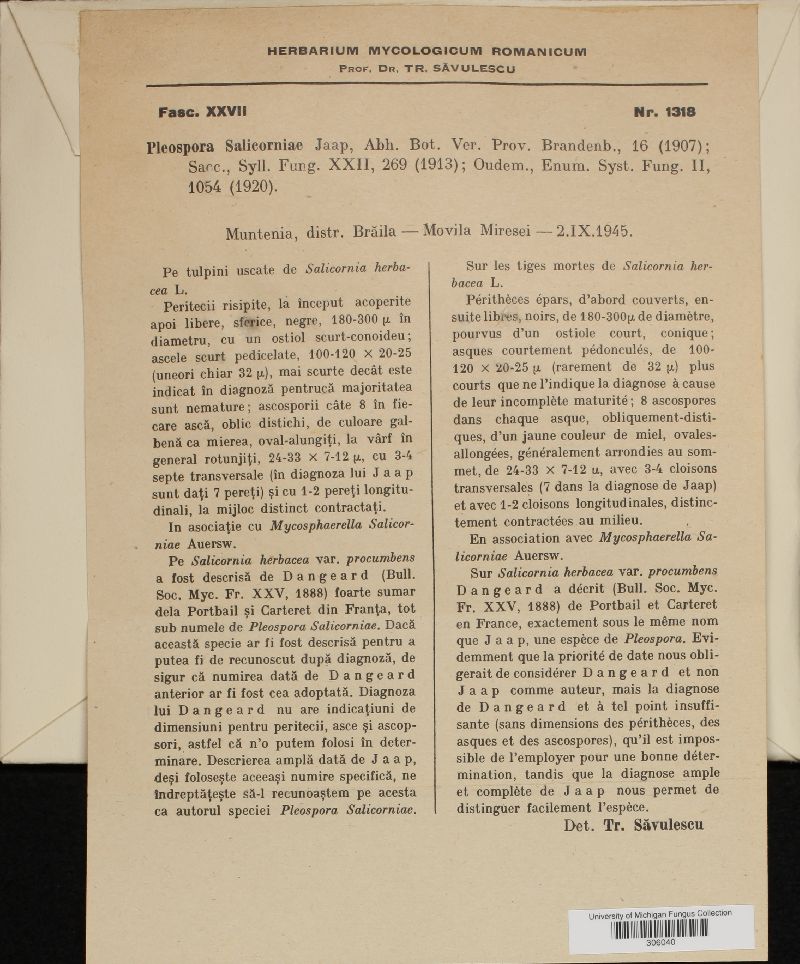 HERBARIUM MYCOLOGICUM ROMANICUM
PROF. DR. TR. SĂVULESCU
Fasc. XXVII
Nr. 1318
Pleospora Salicorniae Jaap, Abh. Bot. Ver. Prov. Brandenb., 16 (1907);
Sacc., Syll. Fung. XXII, 269 (1913); Oudem., Enum. Syst. Fung. II,
1054 (1920).
Muntenia, distr. Brăila — Movila Miresei — 2.IX.1945.
Pe tulpini uscate de Salicornia herba-
cea L.
Peritecii risipite, la început acoperite
apoi libere, sferice, negre, 180-300 µ în
diametru, cu un ostiol scurt-conoideu;
ascele scurt pedicelate, 100-120 × 20-25
(uneori chiar 32 µ), mai scurte decât este
indicat în diagnoză pentrucă majoritatea
sunt nemature; ascosporii câte 8 în fie-
care ască, oblic distichi, de culoare gal-
benă ca mierea, oval-alungiți, la vârf în
general rotunjiți, 24-33 × 7-12 µ, cu 3-4
septe transversale (în diagnoza lui Jaap
sunt dați 7 pereți) și cu 1-2 pereți longitu-
dinali, la mijloc distinct contractați.
In asociație cu Mycosphaerella Salicor-
niae Auersw.
Pe Salicornia herbacea var. procumbens
a fost descrisă de Dangeard (Bull.
Soc. Myc. Fr. XXV, 1888) foarte sumar
dela Portbail și Carteret din Franța, tot
sub numele de Pleospora Salicorniae. Dacă
această specie ar fi fost descrisă pentru a
putea fi de recunoscut după diagnoză, de
sigur că numirea dată de Dangeard
anterior ar fi fost cea adoptată. Diagnoza
lui Dangeard nu are indicațiuni de
dimensiuni pentru peritecii, asce și ascop-
sori, astfel că n'o putem folosi în deter-
minare. Descrierea amplă dată de Jaap,
deși folosește aceeași numire specifică, ne
îndreptățește să-l recunoaștem pe acesta
ca autorul speciei Pleospora Salicorniae.
Sur les tiges mortes de Salicornia her-
bacea L.
Périthèces épars, d'abord couverts, en-
suite libres, noirs, de 180-300µ de diamètre,
pourvus d'un ostiole court, conique;
asques courtement pédonculés, de 100-
120 × 20-25 µ (rarement de 32 µ) plus
courts que ne l'indique la diagnose à cause
de leur incomplète maturité; 8 ascospores
dans chaque asque, obliquement-disti-
ques, d'un jaune couleur de miel, ovales-
allongées, généralement arrondies au som-
met, de 24-33 × 7-12 µ, avec 3-4 cloisons
transversales (7 dans la diagnose de Jaap)
et avec 1-2 cloisons longitudinales, distinc-
tement contractées au milieu.
En association avec Mycosphaerella Sa-
licorniae Auersw.
Sur Salicornia herbacea var. procumbens
Dangeard a décrit (Bull. Soc. Myc.
Fr. XXV, 1888) de Portbail et Carteret
en France, exactement sous le même nom
que Jaap, une espèce de Pleospora. Evi-
demment que la priorité de date nous obli-
gerait de considérer Dangeard et non
Jaap comme auteur, mais la diagnose
de Dangeard et à tel point insuffi-
sante (sans dimensions des périthèces, des
asques et des ascospores), qu'il est impos-
sible de l'employer pour une bonne déter-
mination, tandis que la diagnose ample
et complète de Jaap nous permet de
distinguer facilement l'espèce.
Det. Tr. Săvulescu
University of Michigan Fungus Collection
306040